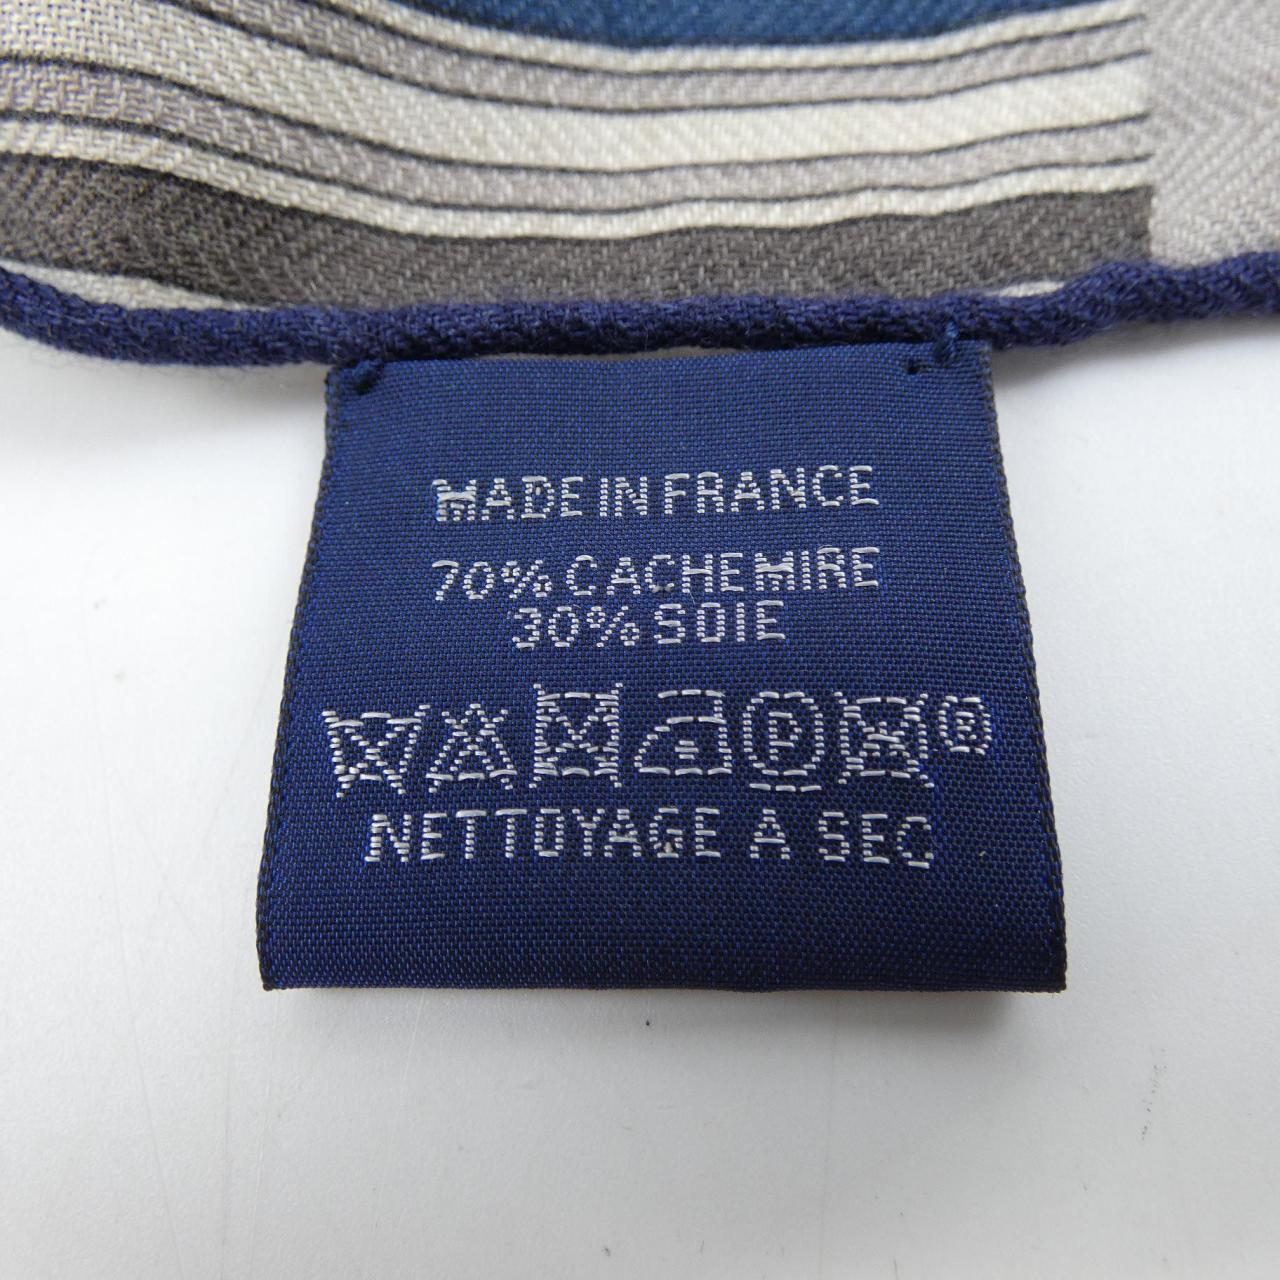 MADE IN FRANCE
70% CACHEMIRE
30% SOIE
P ®
NETTOYAGE A SEC